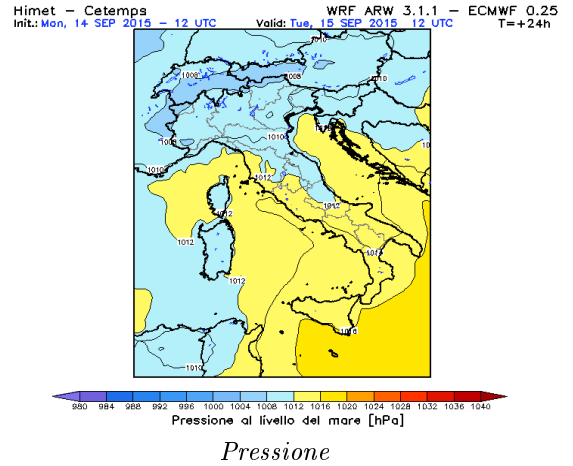 Himet - Cetemps WRF ARW 3.1.1 - ECMWF 0.25
Init.: Mon, 14 SEP 2015 - 12 UTC Valid: Tue, 15 SEP 2015 12 UTC T=+24h
1010
1008 1008 1010
1008 1010
1010 1012
1012 1012
1012 1014
1012
1016
1010
980 984 988 992 996 1000 1004 1008 1012 1016 1020 1024 1028 1032 1036 1040
Pressione al livello del mare [hPa]
Pressione